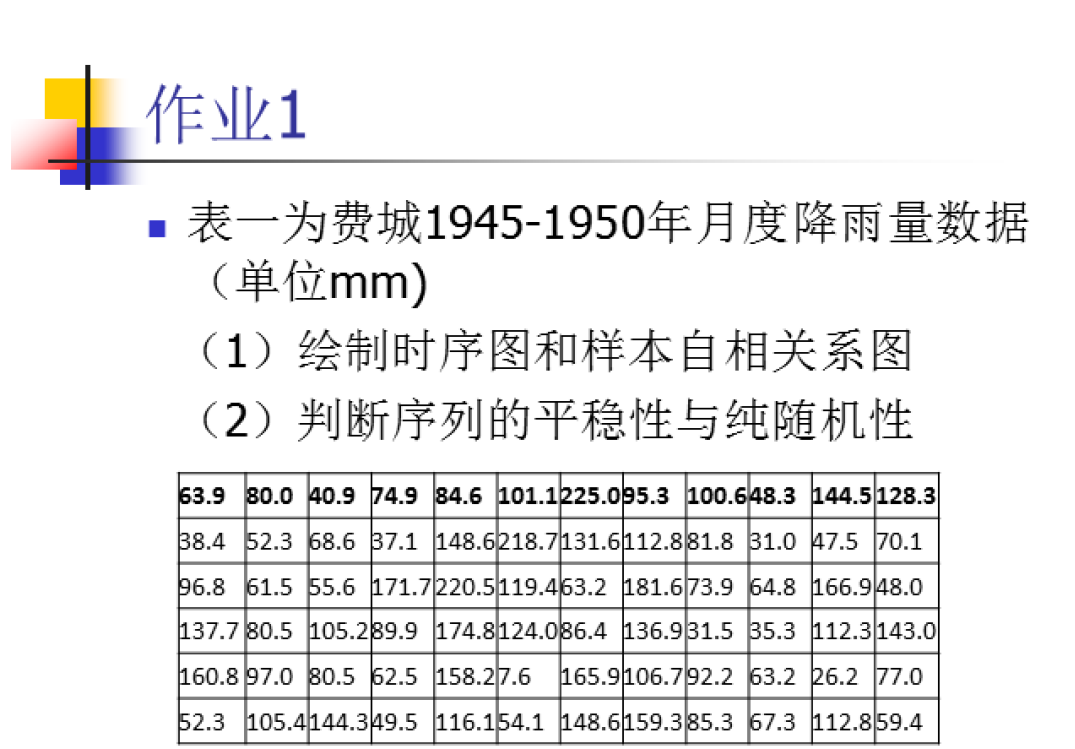 作业1
表一为费城1945-1950年月度降雨量数据
（单位mm)
（1）绘制时序图和样本自相关系图
（2）判断序列的平稳性与纯随机性
63.9 80.0 40.9 74.9 84.6 101.1 225.0 95.3 100.6 48.3 144.5 128.3
38.4 52.3 68.6 37.1 148.6 218.7 131.6 112.8 81.8 31.0 47.5 70.1
96.8 61.5 55.6 171.7 220.5 119.4 63.2 181.6 73.9 64.8 166.9 48.0
137.7 80.5 105.2 89.9 174.8 124.0 86.4 136.9 31.5 35.3 112.3 143.0
160.8 97.0 80.5 62.5 158.2 7.6 165.9 106.7 92.2 63.2 26.2 77.0
52.3 105.4 144.3 49.5 116.1 54.1 148.6 159.3 85.3 67.3 112.8 59.4